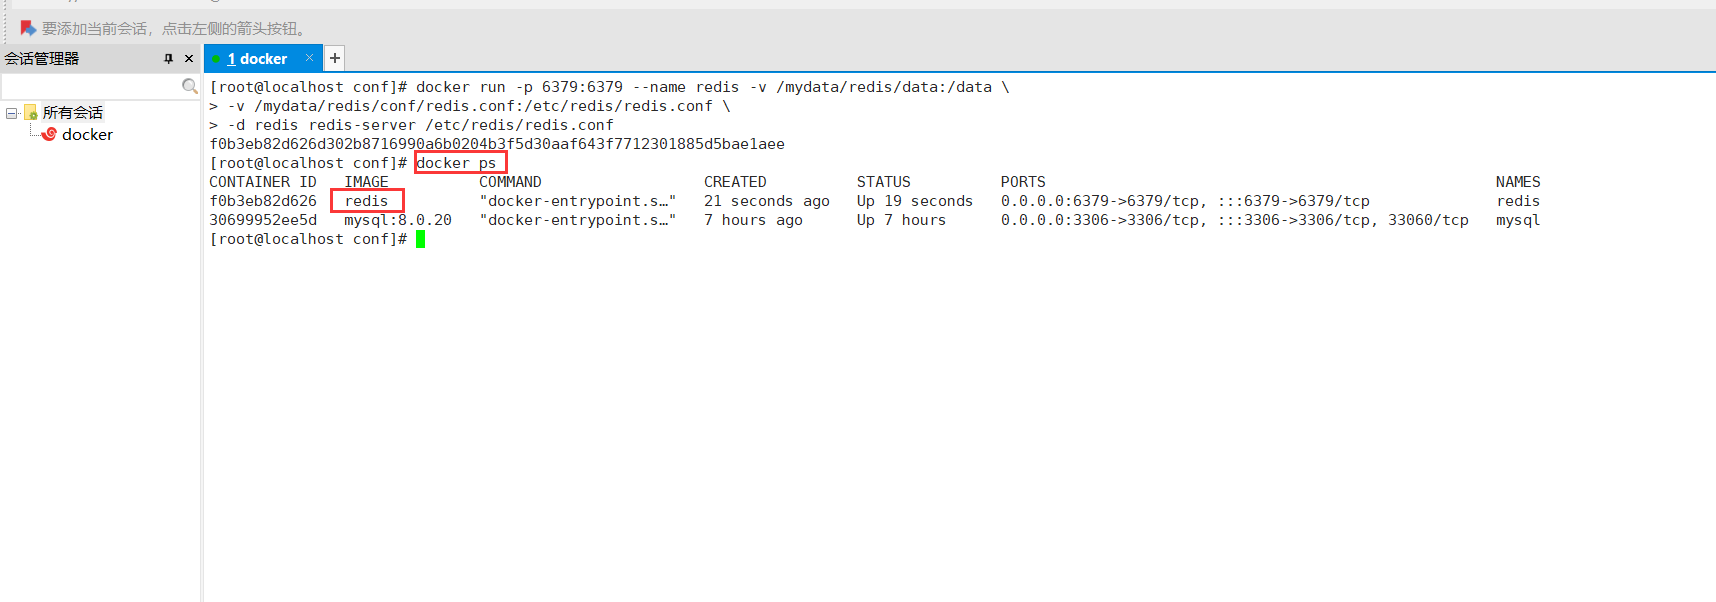 要添加当前会话，点击左侧的箭头按钮。
会话管理器
1 docker
所有会话
docker
[root@localhost conf]# docker run -p 6379:6379 --name redis -v /mydata/redis/data:/data \
> -v /mydata/redis/conf/redis.conf:/etc/redis/redis.conf \
> -d redis redis-server /etc/redis/redis.conf
f0b3eb82d626d302b8716990a6b0204b3f5d30aaf643f7712301885d5bae1aee
[root@localhost conf]# docker ps
CONTAINER ID IMAGE COMMAND CREATED STATUS PORTS NAMES
f0b3eb82d626 redis "docker-entrypoint.s…" 21 seconds ago Up 19 seconds 0.0.0.0:6379->6379/tcp, :::6379->6379/tcp redis
30699952ee5d mysql:8.0.20 "docker-entrypoint.s…" 7 hours ago Up 7 hours 0.0.0.0:3306->3306/tcp, :::3306->3306/tcp, 33060/tcp mysql
[root@localhost conf]#